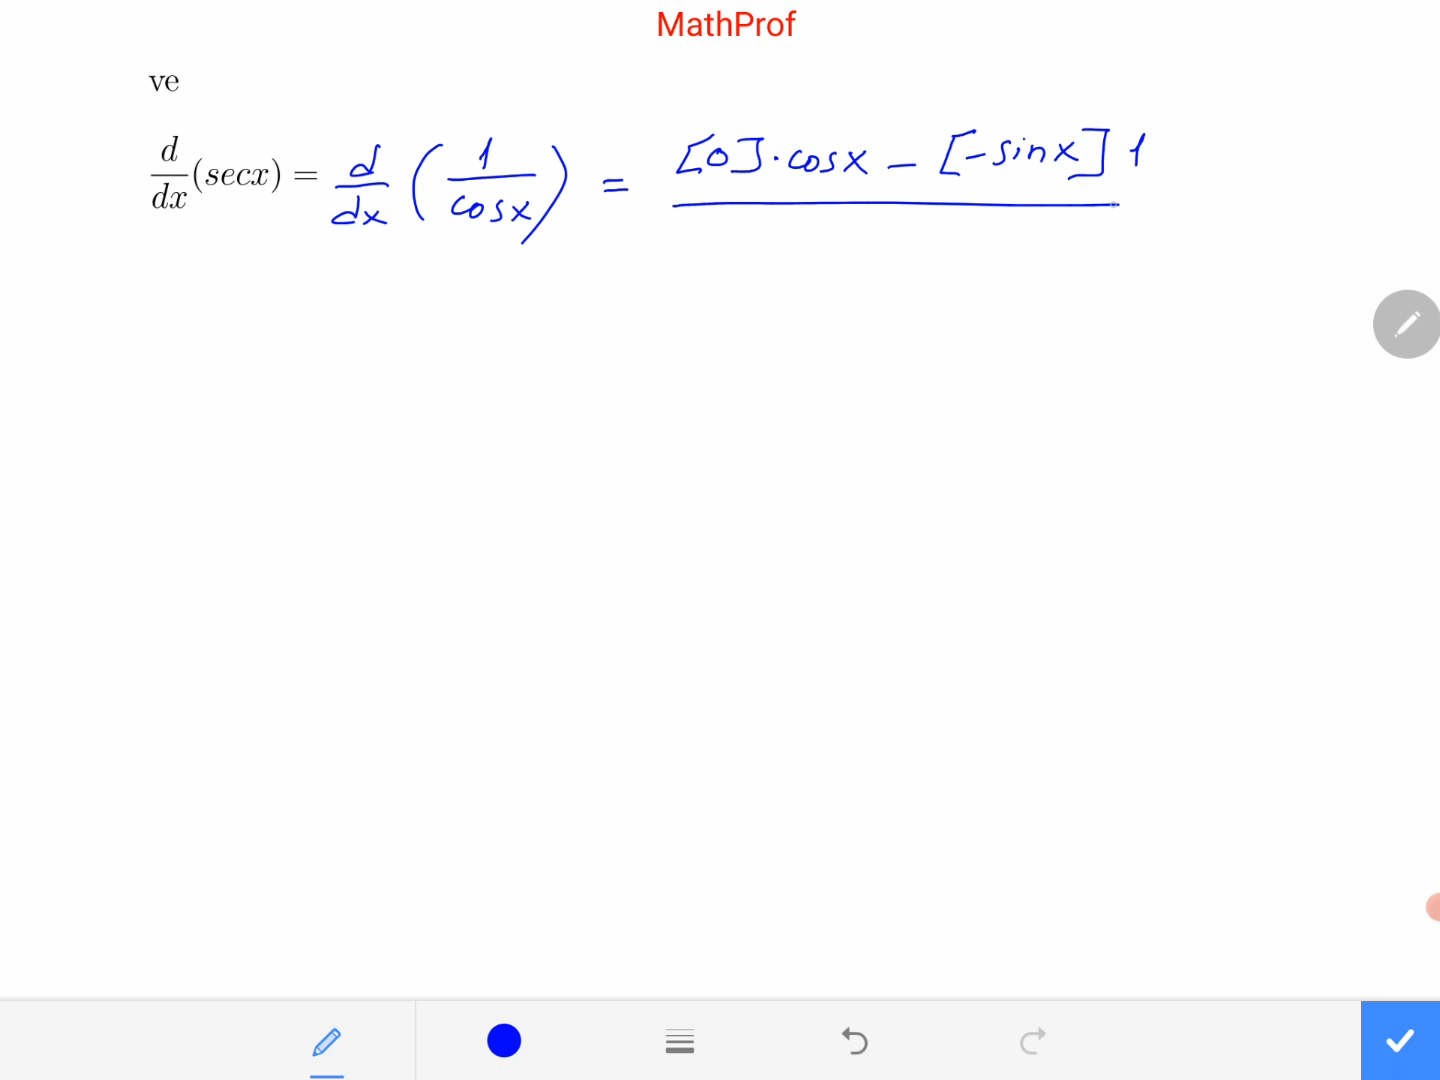 MathProf
ve
d/dx (secx) = d/dx (1/cosx) = [0]·cosx − [−sinx] 1